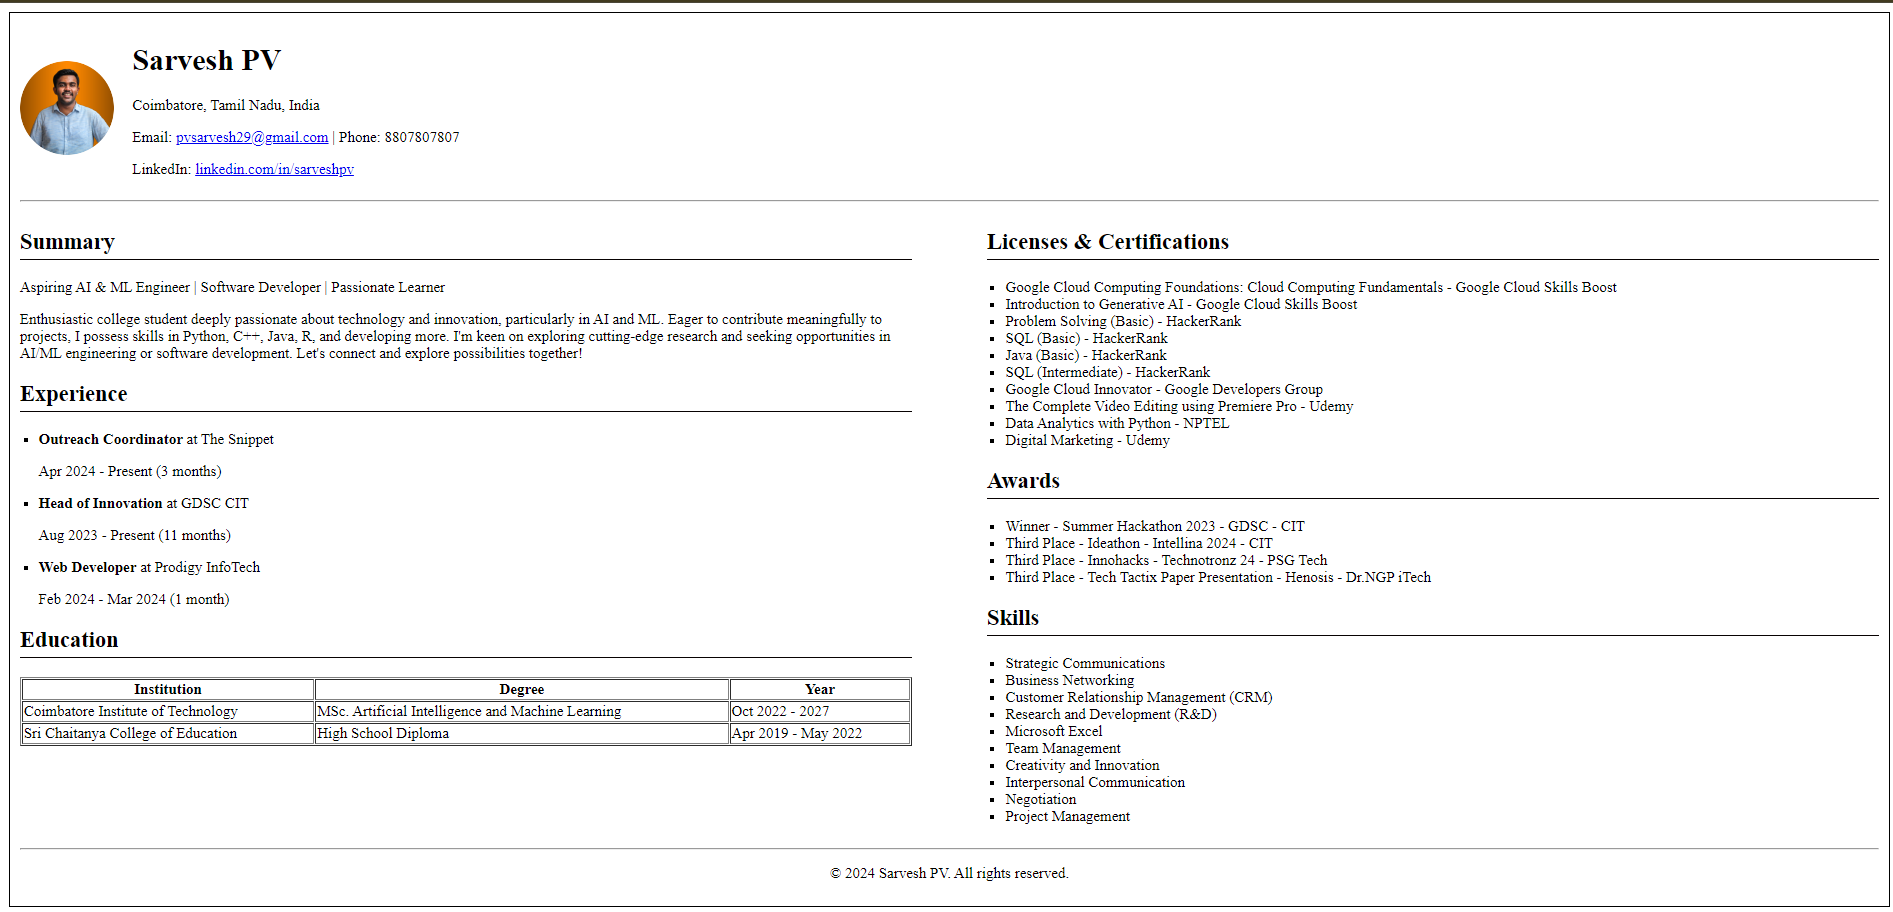 Sarvesh PV
Coimbatore, Tamil Nadu, India
Email: pvsarvesh29@gmail.com | Phone: 8807807807
LinkedIn: linkedin.com/in/sarveshpv
Summary
Aspiring AI & ML Engineer | Software Developer | Passionate Learner
Enthusiastic college student deeply passionate about technology and innovation, particularly in AI and ML. Eager to contribute meaningfully to
projects, I possess skills in Python, C++, Java, R, and developing more. I'm keen on exploring cutting-edge research and seeking opportunities in
AI/ML engineering or software development. Let's connect and explore possibilities together!
Experience
Outreach Coordinator at The Snippet
Apr 2024 - Present (3 months)
Head of Innovation at GDSC CIT
Aug 2023 - Present (11 months)
Web Developer at Prodigy InfoTech
Feb 2024 - Mar 2024 (1 month)
Education
Institution Degree Year
Coimbatore Institute of Technology MSc. Artificial Intelligence and Machine Learning Oct 2022 - 2027
Sri Chaitanya College of Education High School Diploma Apr 2019 - May 2022
Licenses & Certifications
Google Cloud Computing Foundations: Cloud Computing Fundamentals - Google Cloud Skills Boost
Introduction to Generative AI - Google Cloud Skills Boost
Problem Solving (Basic) - HackerRank
SQL (Basic) - HackerRank
Java (Basic) - HackerRank
SQL (Intermediate) - HackerRank
Google Cloud Innovator - Google Developers Group
The Complete Video Editing using Premiere Pro - Udemy
Data Analytics with Python - NPTEL
Digital Marketing - Udemy
Awards
Winner - Summer Hackathon 2023 - GDSC - CIT
Third Place - Ideathon - Intellina 2024 - CIT
Third Place - Innohacks - Technotronz 24 - PSG Tech
Third Place - Tech Tactix Paper Presentation - Henosis - Dr.NGP iTech
Skills
Strategic Communications
Business Networking
Customer Relationship Management (CRM)
Research and Development (R&D)
Microsoft Excel
Team Management
Creativity and Innovation
Interpersonal Communication
Negotiation
Project Management
© 2024 Sarvesh PV. All rights reserved.